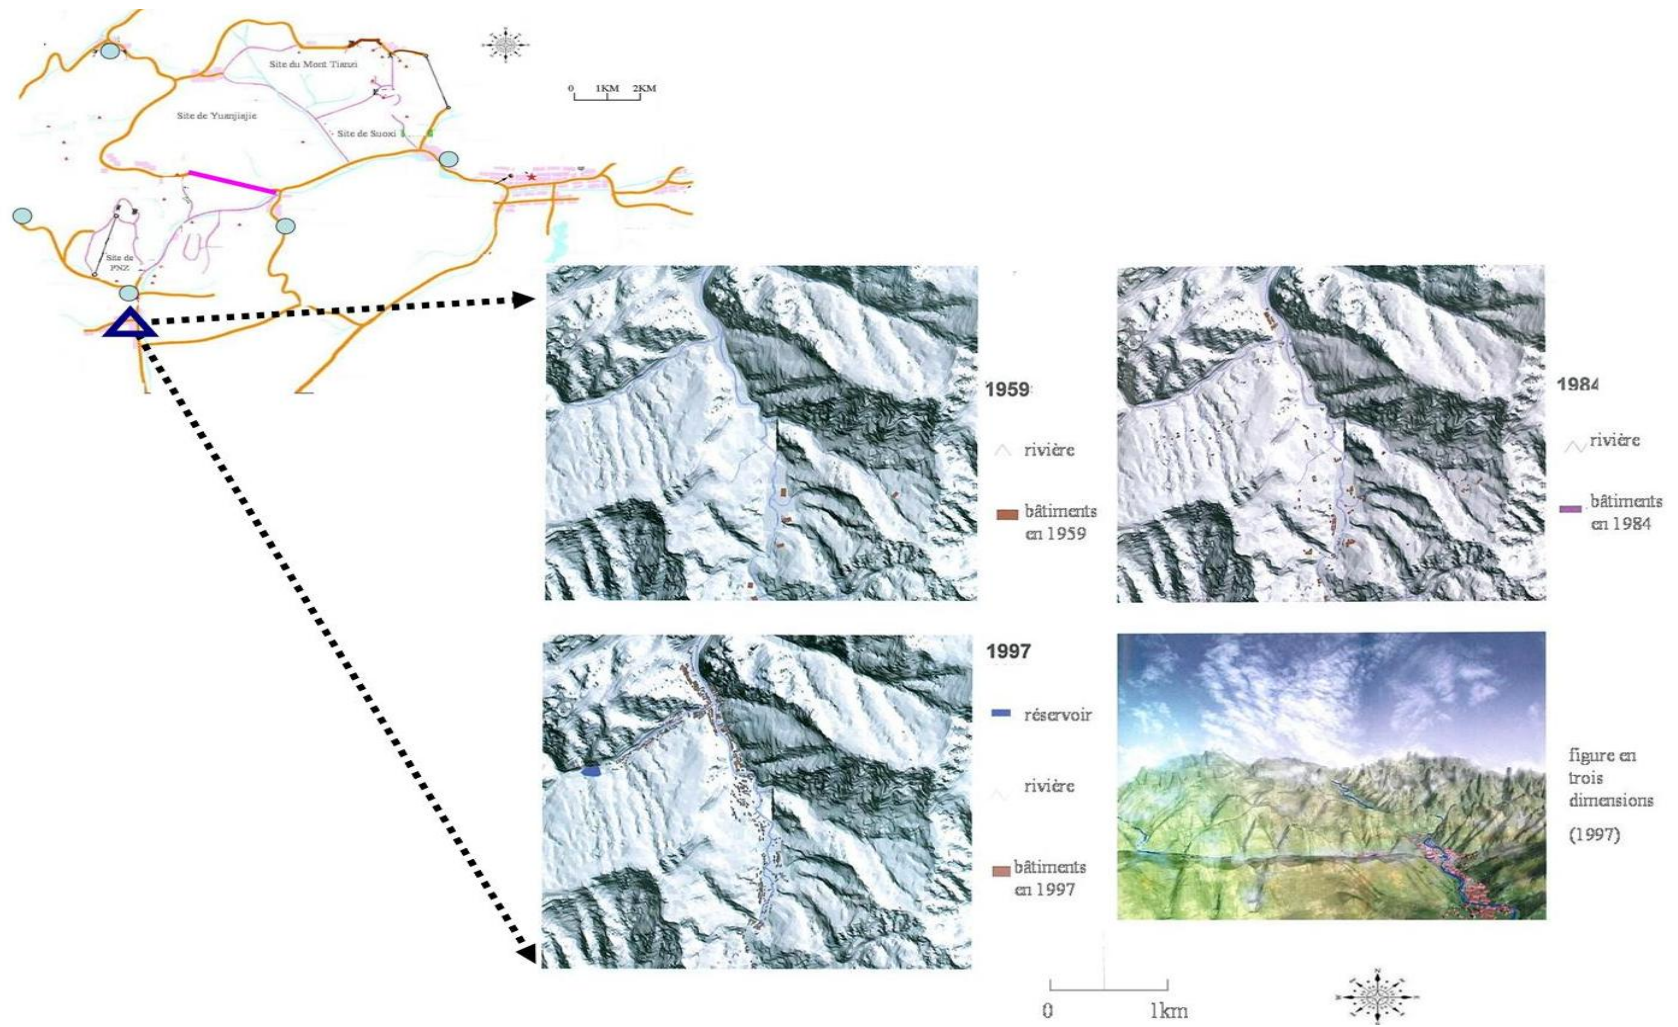 Site du Mont Tianzi
0 1KM 2KM
Site de Yuanjiajie
Site de Suoxi
Site de
PNZ
1959
rivière
bâtiments
en 1959
1984
rivière
bâtiments
en 1984
1997
réservoir
rivière
bâtiments
en 1997
figure en
trois
dimensions
(1997)
0 1km